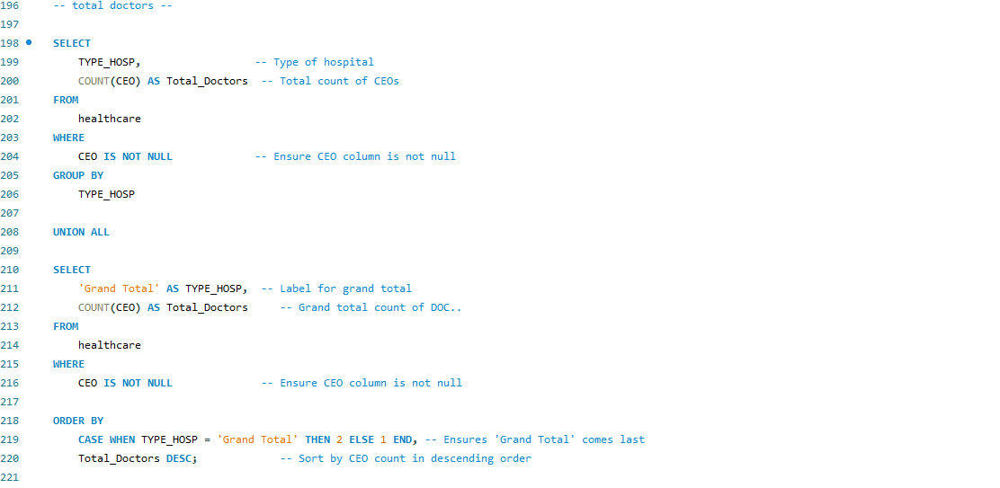 196 -- total doctors --
197
198 SELECT
199 TYPE_HOSP, -- Type of hospital
200 COUNT(CEO) AS Total_Doctors -- Total count of CEOs
201 FROM
202 healthcare
203 WHERE
204 CEO IS NOT NULL -- Ensure CEO column is not null
205 GROUP BY
206 TYPE_HOSP
207
208 UNION ALL
209
210 SELECT
211 'Grand Total' AS TYPE_HOSP, -- Label for grand total
212 COUNT(CEO) AS Total_Doctors -- Grand total count of DOC..
213 FROM
214 healthcare
215 WHERE
216 CEO IS NOT NULL -- Ensure CEO column is not null
217
218 ORDER BY
219 CASE WHEN TYPE_HOSP = 'Grand Total' THEN 2 ELSE 1 END, -- Ensures 'Grand Total' comes last
220 Total_Doctors DESC; -- Sort by CEO count in descending order
221